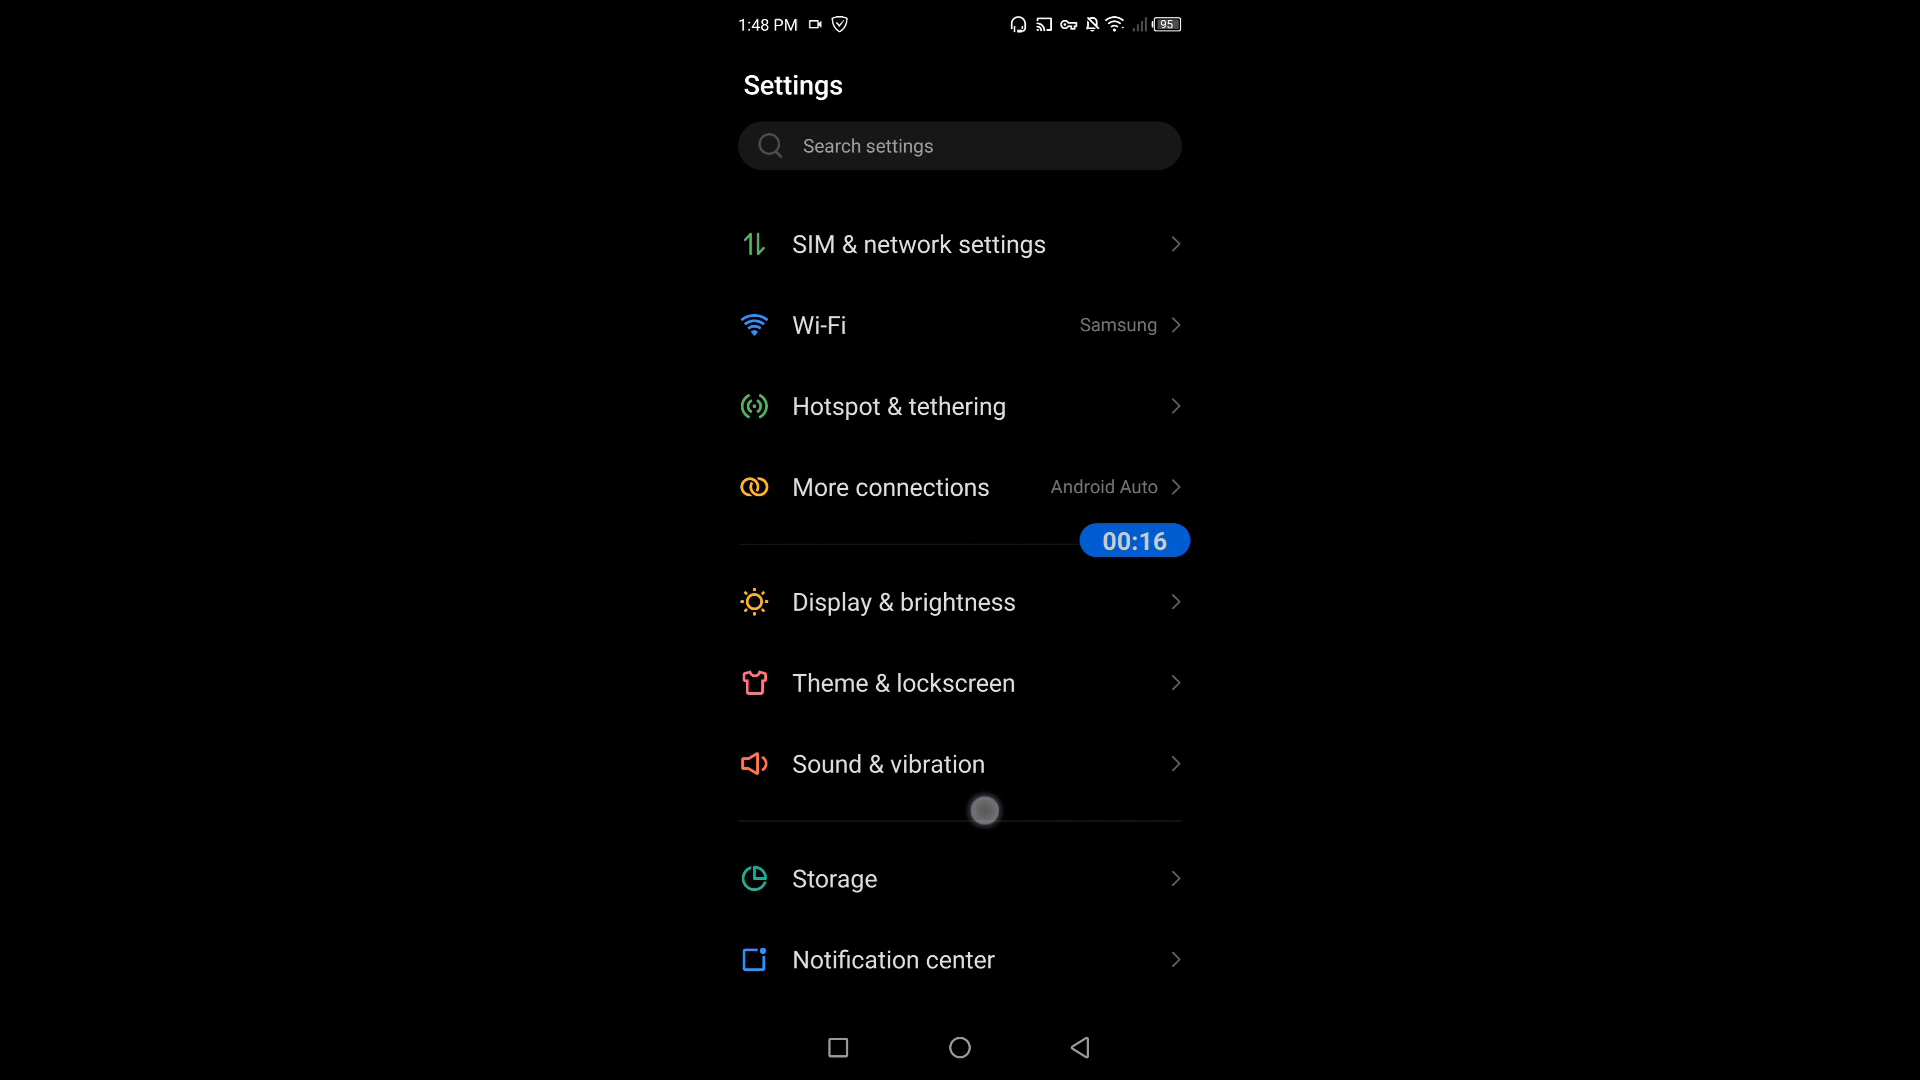 1:48 PM
95
Settings
Search settings
SIM & network settings
Wi-Fi
Samsung
Hotspot & tethering
More connections
Android Auto
00:16
Display & brightness
Theme & lockscreen
Sound & vibration
Storage
Notification center